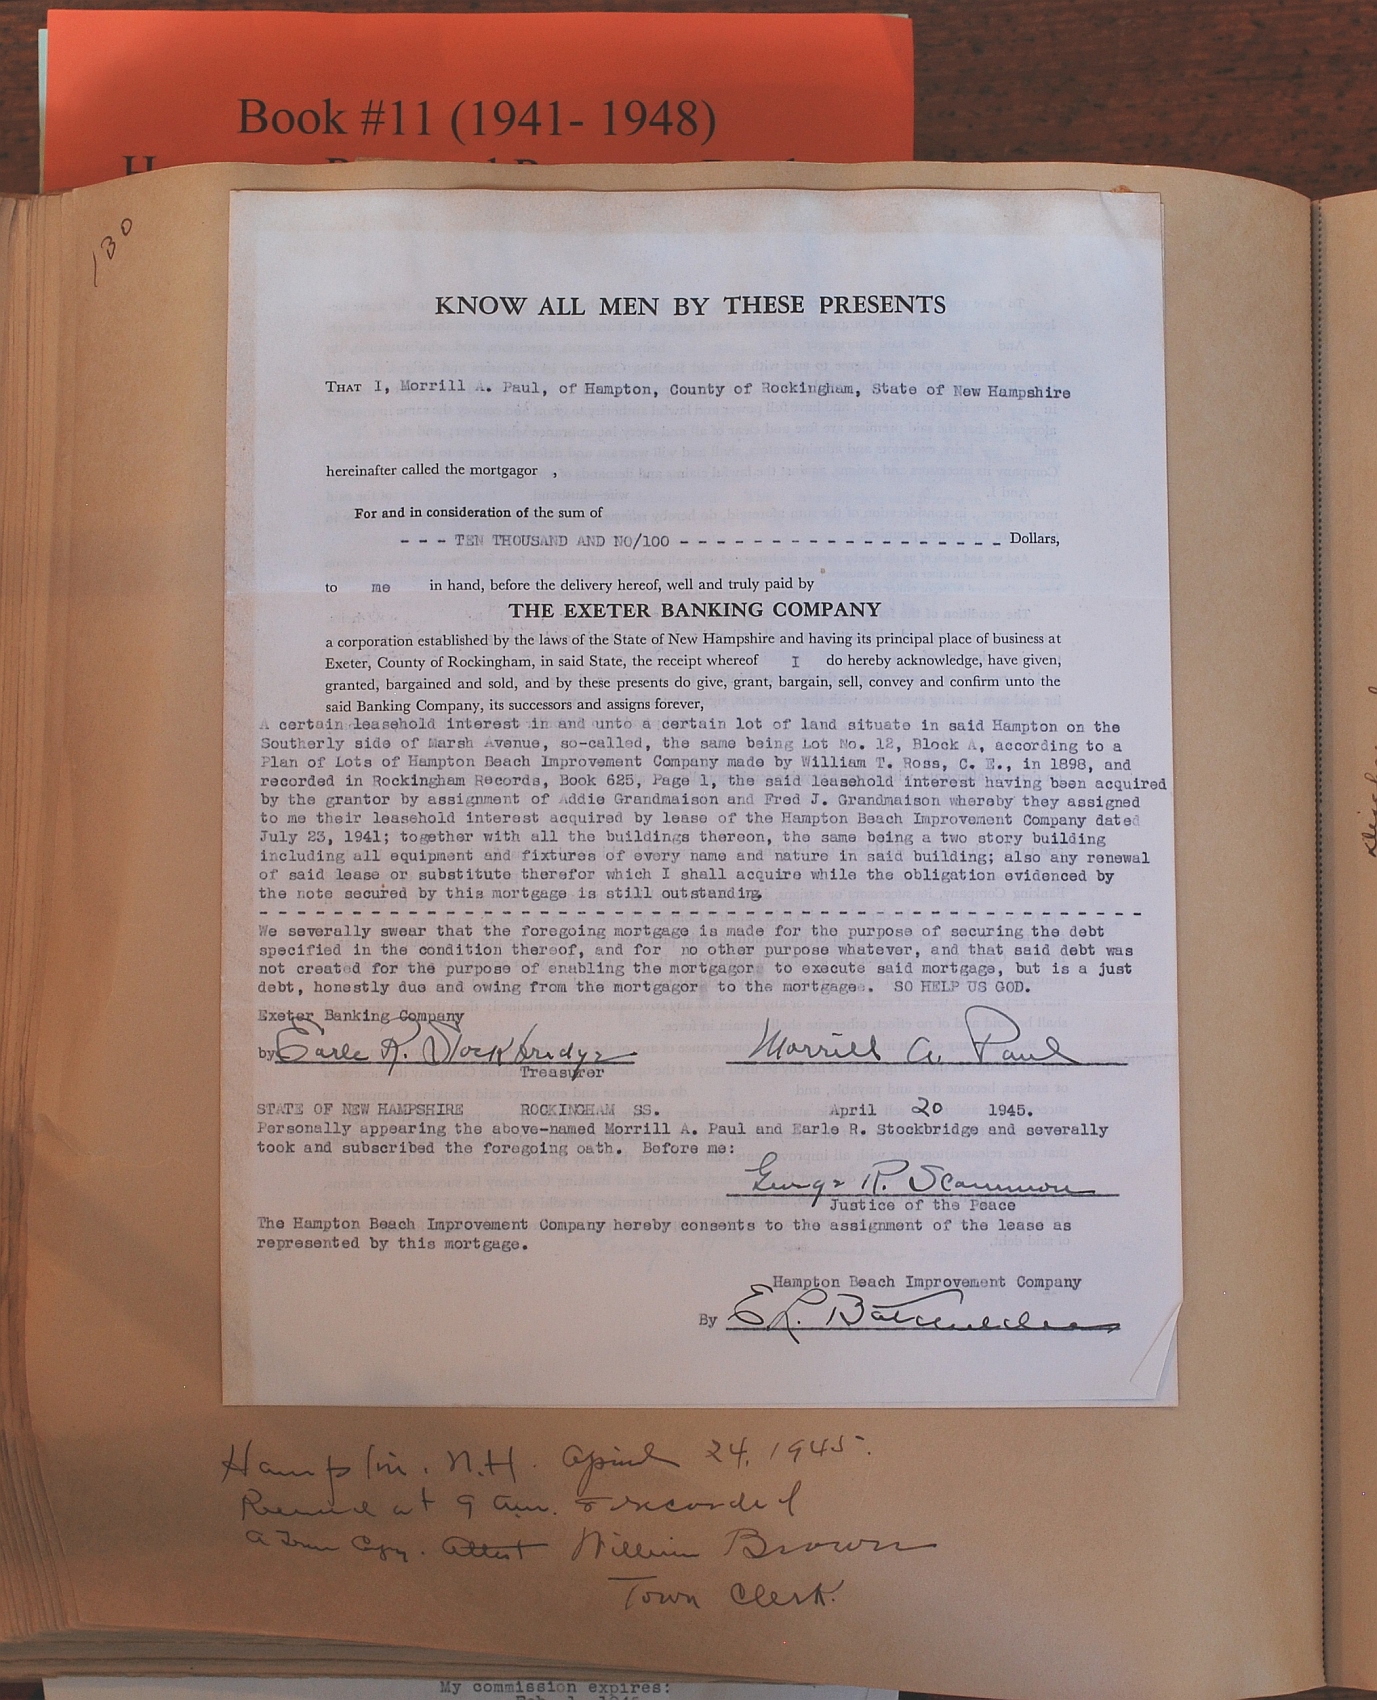 Book #11 (1941- 1948)
130
KNOW ALL MEN BY THESE PRESENTS
THAT I, Morrill A. Paul, of Hampton, County of Rockingham, State of New Hampshire
hereinafter called the mortgagor ,
For and in consideration of the sum of
- - - TEN THOUSAND AND NO/100 - - - - - - - - - - - - - - - - - - Dollars,
to me in hand, before the delivery hereof, well and truly paid by
THE EXETER BANKING COMPANY
a corporation established by the laws of the State of New Hampshire and having its principal place of business at
Exeter, County of Rockingham, in said State, the receipt whereof I do hereby acknowledge, have given,
granted, bargained and sold, and by these presents do give, grant, bargain, sell, convey and confirm unto the
said Banking Company, its successors and assigns forever,
A certain leasehold interest in and unto a certain lot of land situate in said Hampton on the
Southerly side of Marsh Avenue, so-called, the same being Lot No. 12, Block A, according to a
Plan of Lots of Hampton Beach Improvement Company made by William T. Ross, C. E., in 1898, and
recorded in Rockingham Records, Book 625, Page 1, the said leasehold interest having been acquired
by the grantor by assignment of Addie Grandmaison and Fred J. Grandmaison whereby they assigned
to me their leasehold interest acquired by lease of the Hampton Beach Improvement Company dated
July 23, 1941; together with all the buildings thereon, the same being a two story building
including all equipment and fixtures of every name and nature in said building; also any renewal
of said lease or substitute therefor which I shall acquire while the obligation evidenced by
the note secured by this mortgage is still outstanding.
- - - - - - - - - - - - - - - - - - - - - - - - - - - - - - - - - - - - - - - - - - - - - - - -
We severally swear that the foregoing mortgage is made for the purpose of securing the debt
specified in the condition thereof, and for no other purpose whatever, and that said debt was
not created for the purpose of enabling the mortgagor to execute said mortgage, but is a just
debt, honestly due and owing from the mortgagor to the mortgagee. SO HELP US GOD.
Exeter Banking Company
by Earle R. Stockbridge Morrill A. Paul
Treasurer
STATE OF NEW HAMPSHIRE ROCKINGHAM SS. April 20 1945.
Personally appearing the above-named Morrill A. Paul and Earle R. Stockbridge and severally
took and subscribed the foregoing oath. Before me:
George R. Scammon
Justice of the Peace
The Hampton Beach Improvement Company hereby consents to the assignment of the lease as
represented by this mortgage.
Hampton Beach Improvement Company
By E. L. Batchelder
Hampton. N.H. April 24, 1945.
Received at 9 am. & recorded
A True Copy. Attest William Brown
Town Clerk.
My commission expires: